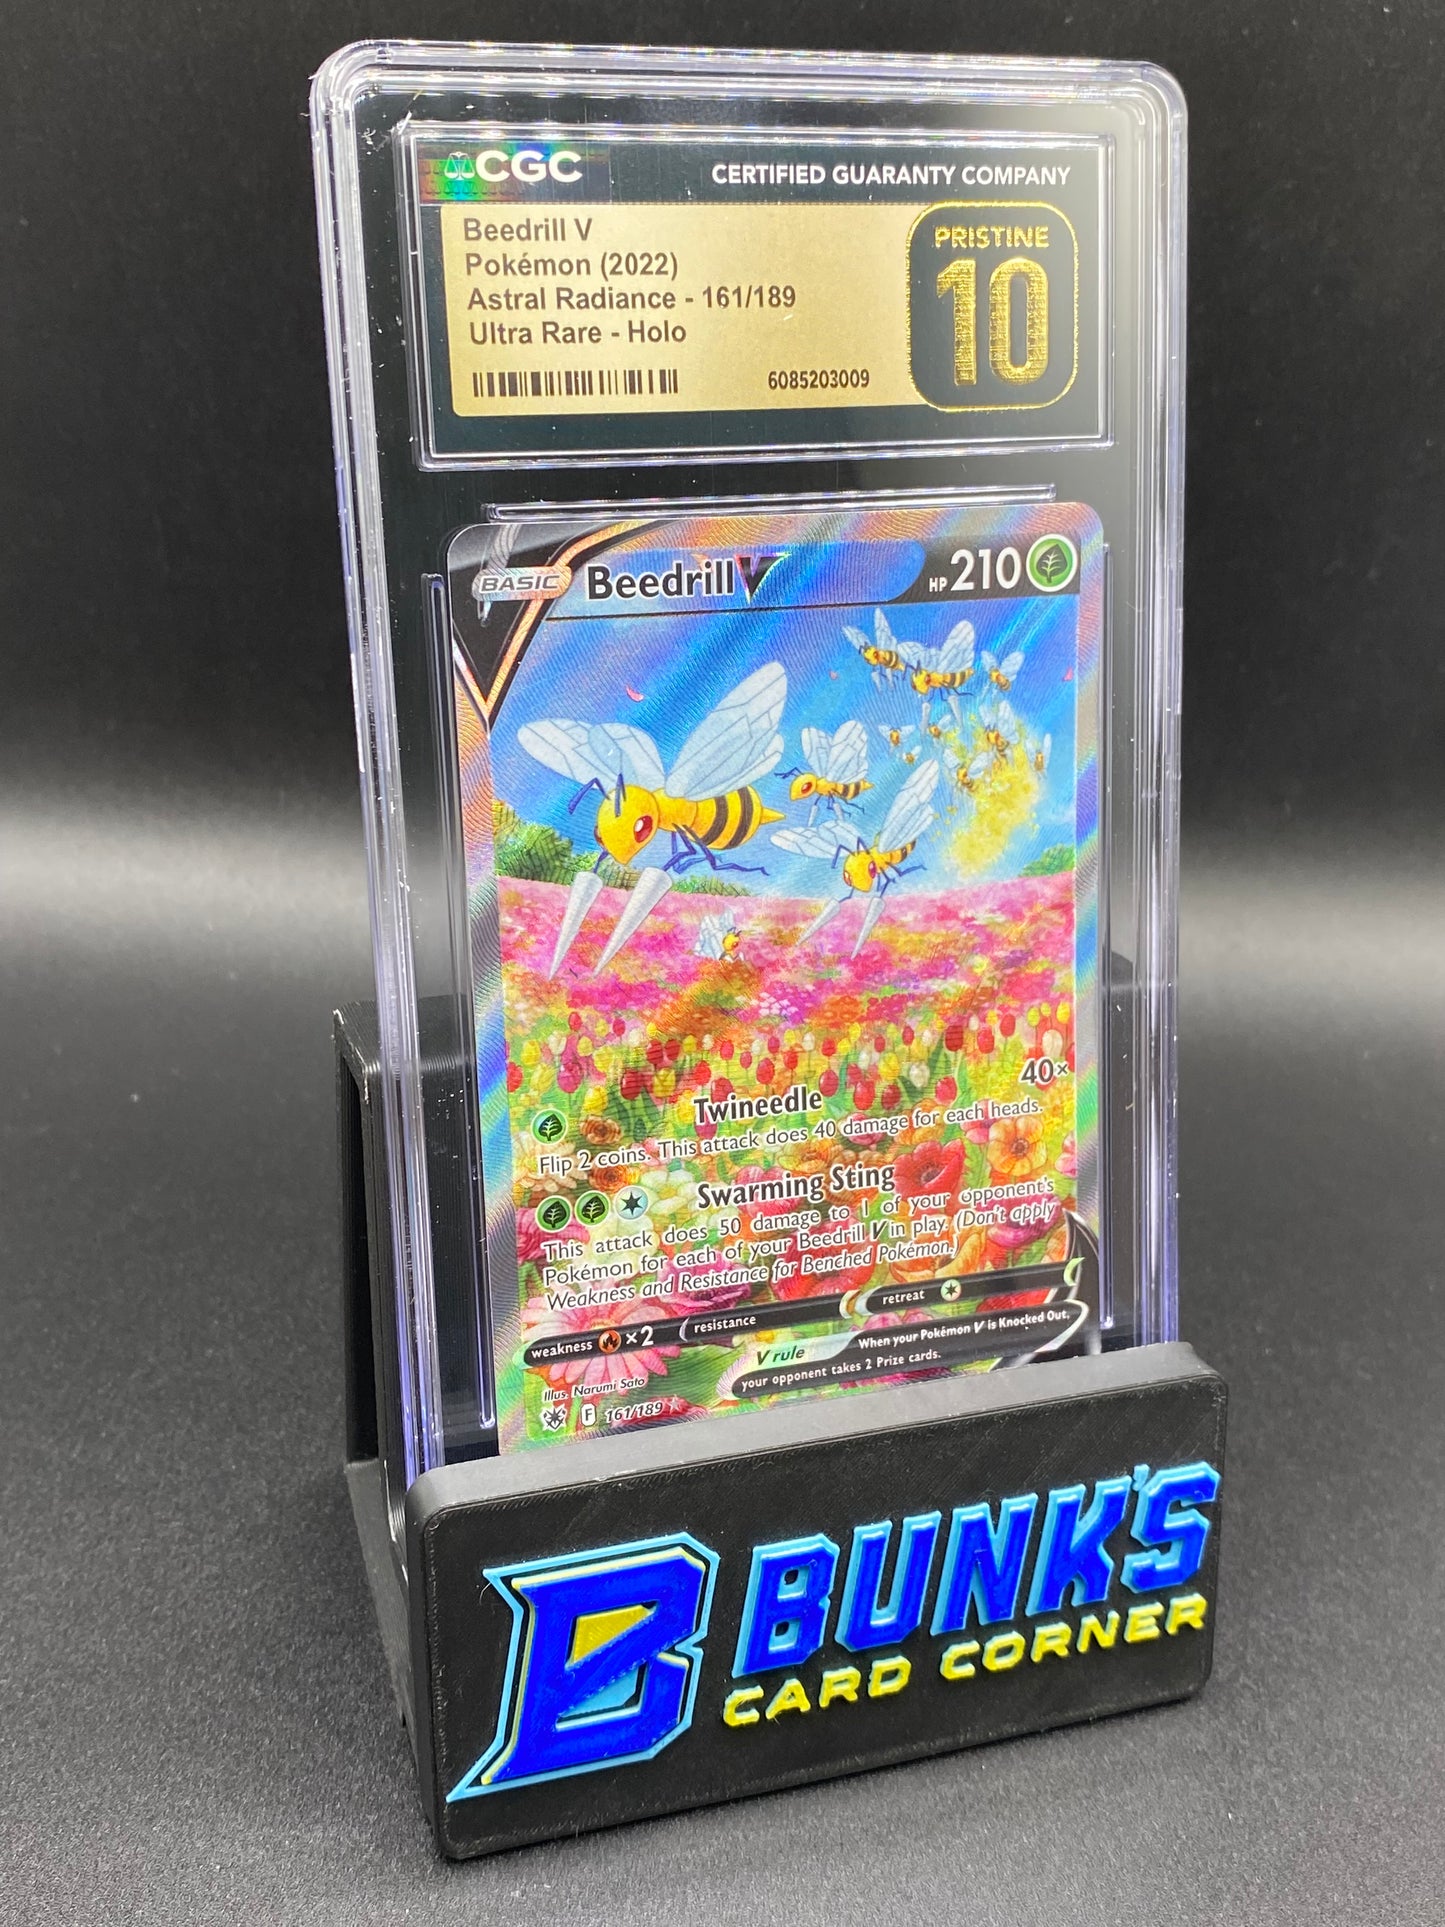 CGC
CERTIFIED GUARANTY COMPANY
Beedrill V
Pokémon (2022)
Astral Radiance - 161/189
Ultra Rare - Holo
6085203009
PRISTINE
10
BASIC
Beedrill V
HP 210
Twineedle
40×
Flip 2 coins. This attack does 40 damage for each heads.
Swarming Sting
This attack does 50 damage to 1 of your opponent's
Pokémon for each of your Beedrill V in play. (Don't apply
Weakness and Resistance for Benched Pokémon.)
weakness ×2
resistance
retreat
V rule
When your Pokémon V is Knocked Out,
your opponent takes 2 Prize cards.
Illus. Narumi Sato
F 161/189
B
BUNK'S
CARD CORNER